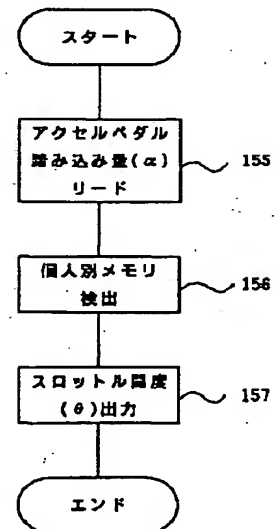 スタート
アクセルペダル
踏み込み量(α)
リード
155
個人別メモリ
検出
156
スロットル開度
(θ)出力
157
エンド